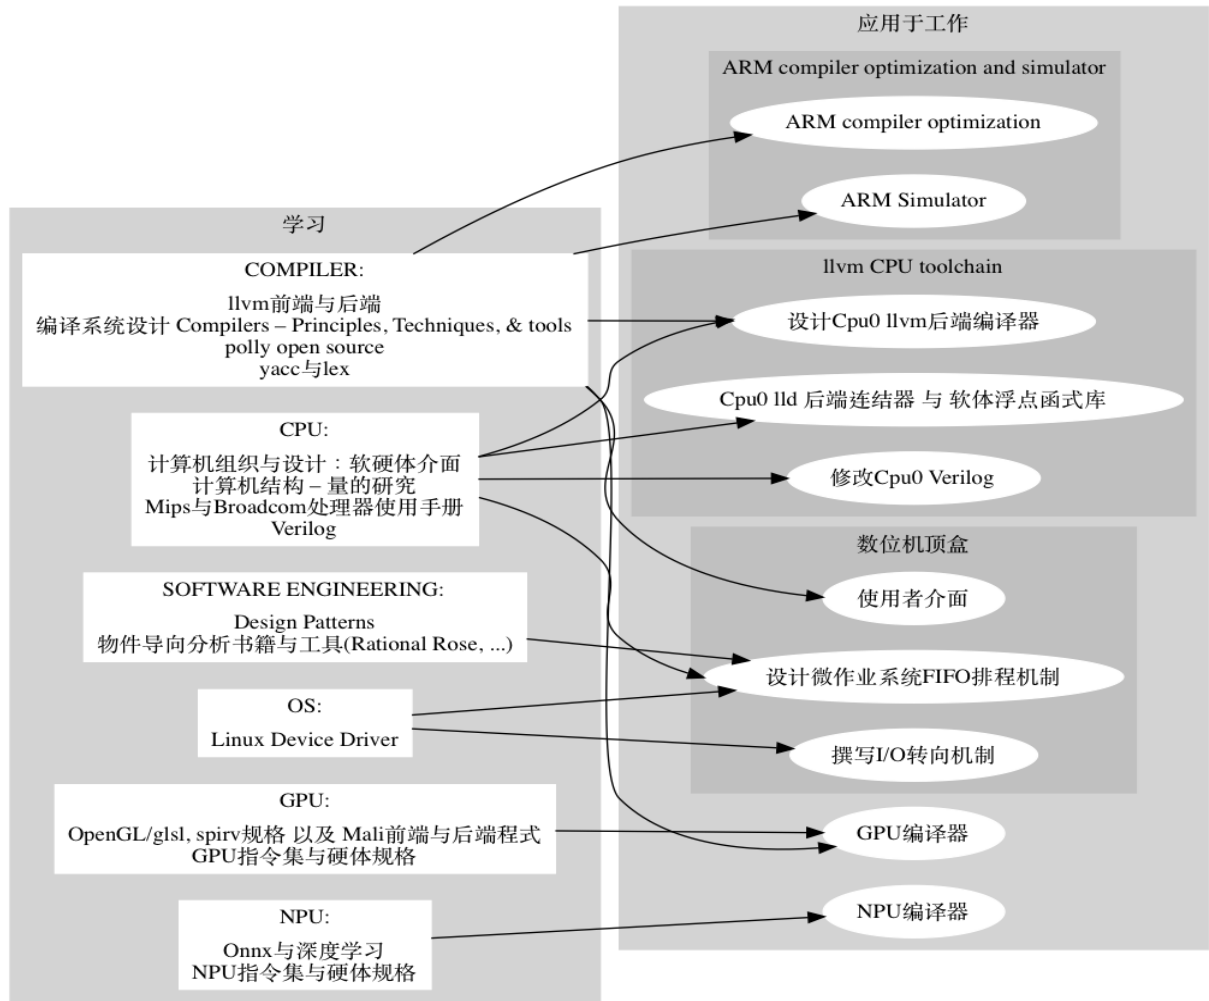 应用于工作
ARM compiler optimization and simulator
ARM compiler optimization
ARM Simulator
llvm CPU toolchain
设计Cpu0 llvm后端编译器
Cpu0 lld 后端连结器 与 软体浮点函式库
修改Cpu0 Verilog
数位机顶盒
使用者介面
设计微作业系统FIFO排程机制
撰写I/O转向机制
GPU编译器
NPU编译器
学习
COMPILER:
llvm前端与后端
编译系统设计 Compilers – Principles, Techniques, & tools
polly open source
yacc与lex
CPU:
计算机组织与设计：软硬体介面
计算机结构 – 量的研究
Mips与Broadcom处理器使用手册
Verilog
SOFTWARE ENGINEERING:
Design Patterns
物件导向分析书籍与工具(Rational Rose, ...)
OS:
Linux Device Driver
GPU:
OpenGL/glsl, spirv规格 以及 Mali前端与后端程式
GPU指令集与硬体规格
NPU:
Onnx与深度学习
NPU指令集与硬体规格